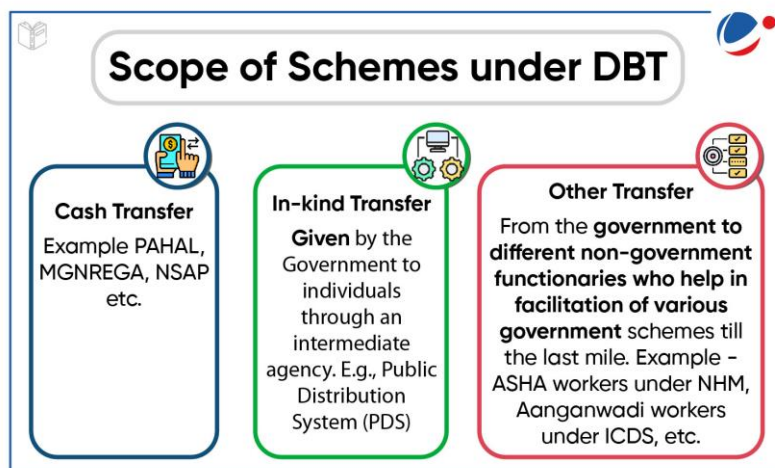 Scope of Schemes under DBT
Cash Transfer
Example PAHAL,
MGNREGA, NSAP
etc.
In-kind Transfer
Given by the
Government to
individuals
through an
intermediate
agency. E.g., Public
Distribution
System (PDS)
Other Transfer
From the government to
different non-government
functionaries who help in
facilitation of various
government schemes till
the last mile. Example -
ASHA workers under NHM,
Aanganwadi workers
under ICDS, etc.